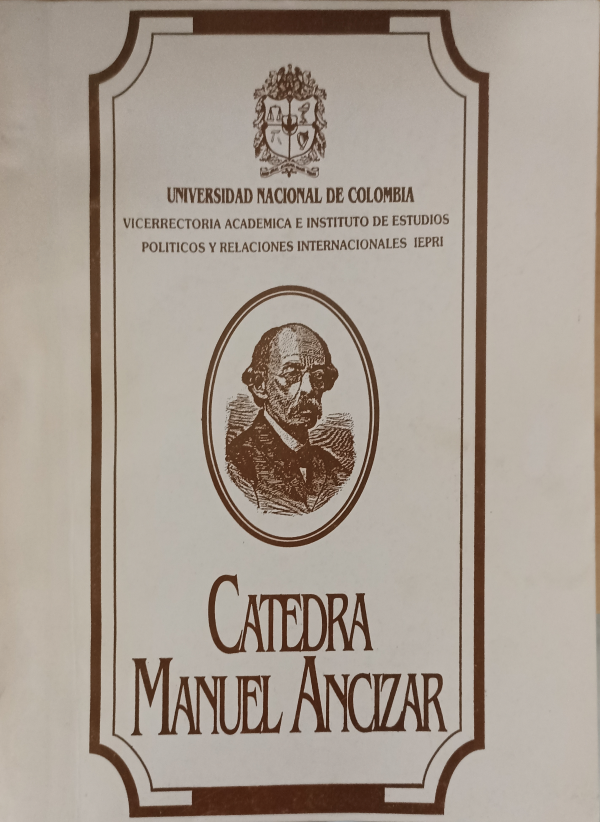 UNIVERSIDAD NACIONAL DE COLOMBIA
VICERRECTORIA ACADEMICA E INSTITUTO DE ESTUDIOS
POLITICOS Y RELACIONES INTERNACIONALES IEPRI
CATEDRA
MANUEL ANCIZAR